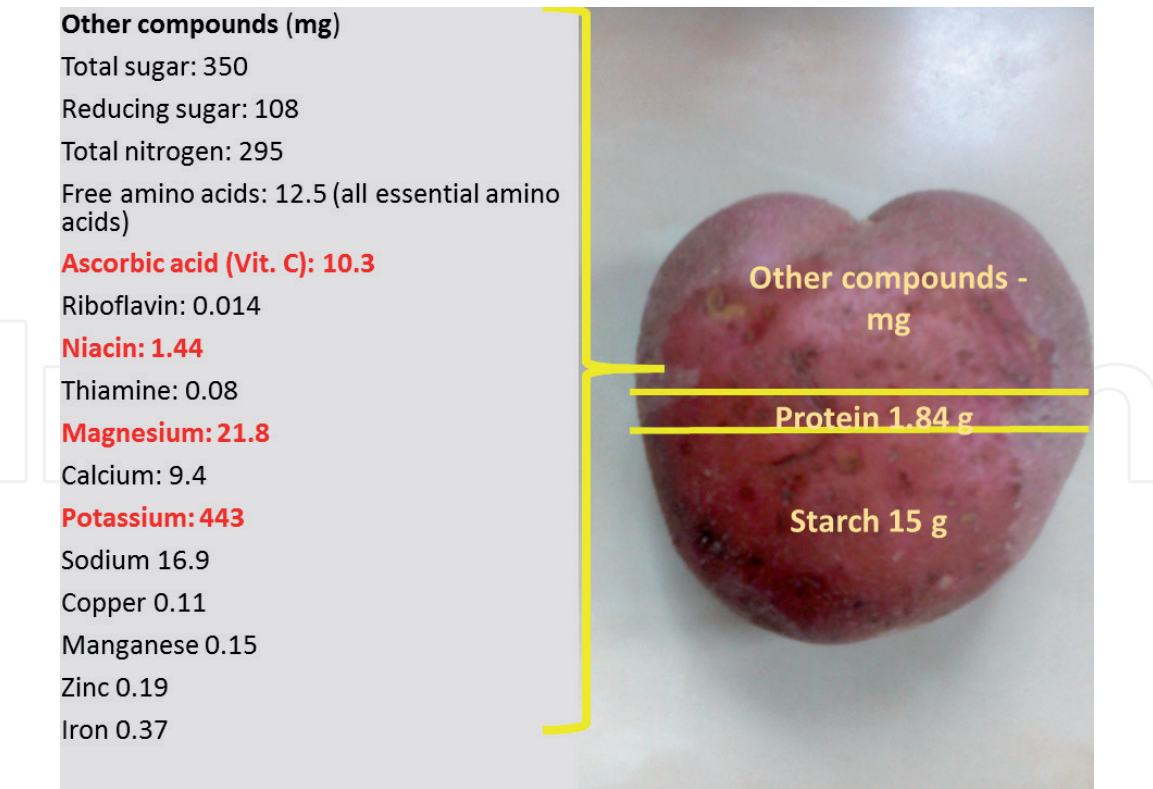 Other compounds (mg)
Total sugar: 350
Reducing sugar: 108
Total nitrogen: 295
Free amino acids: 12.5 (all essential amino
acids)
Ascorbic acid (Vit. C): 10.3
Riboflavin: 0.014
Niacin: 1.44
Thiamine: 0.08
Magnesium: 21.8
Calcium: 9.4
Potassium: 443
Sodium 16.9
Copper 0.11
Manganese 0.15
Zinc 0.19
Iron 0.37
Other compounds -
mg
Protein 1.84 g
Starch 15 g